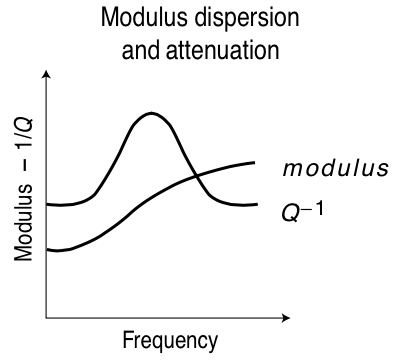 Modulus dispersion
and attenuation
Modulus – 1/Q
modulus
Q⁻¹
Frequency